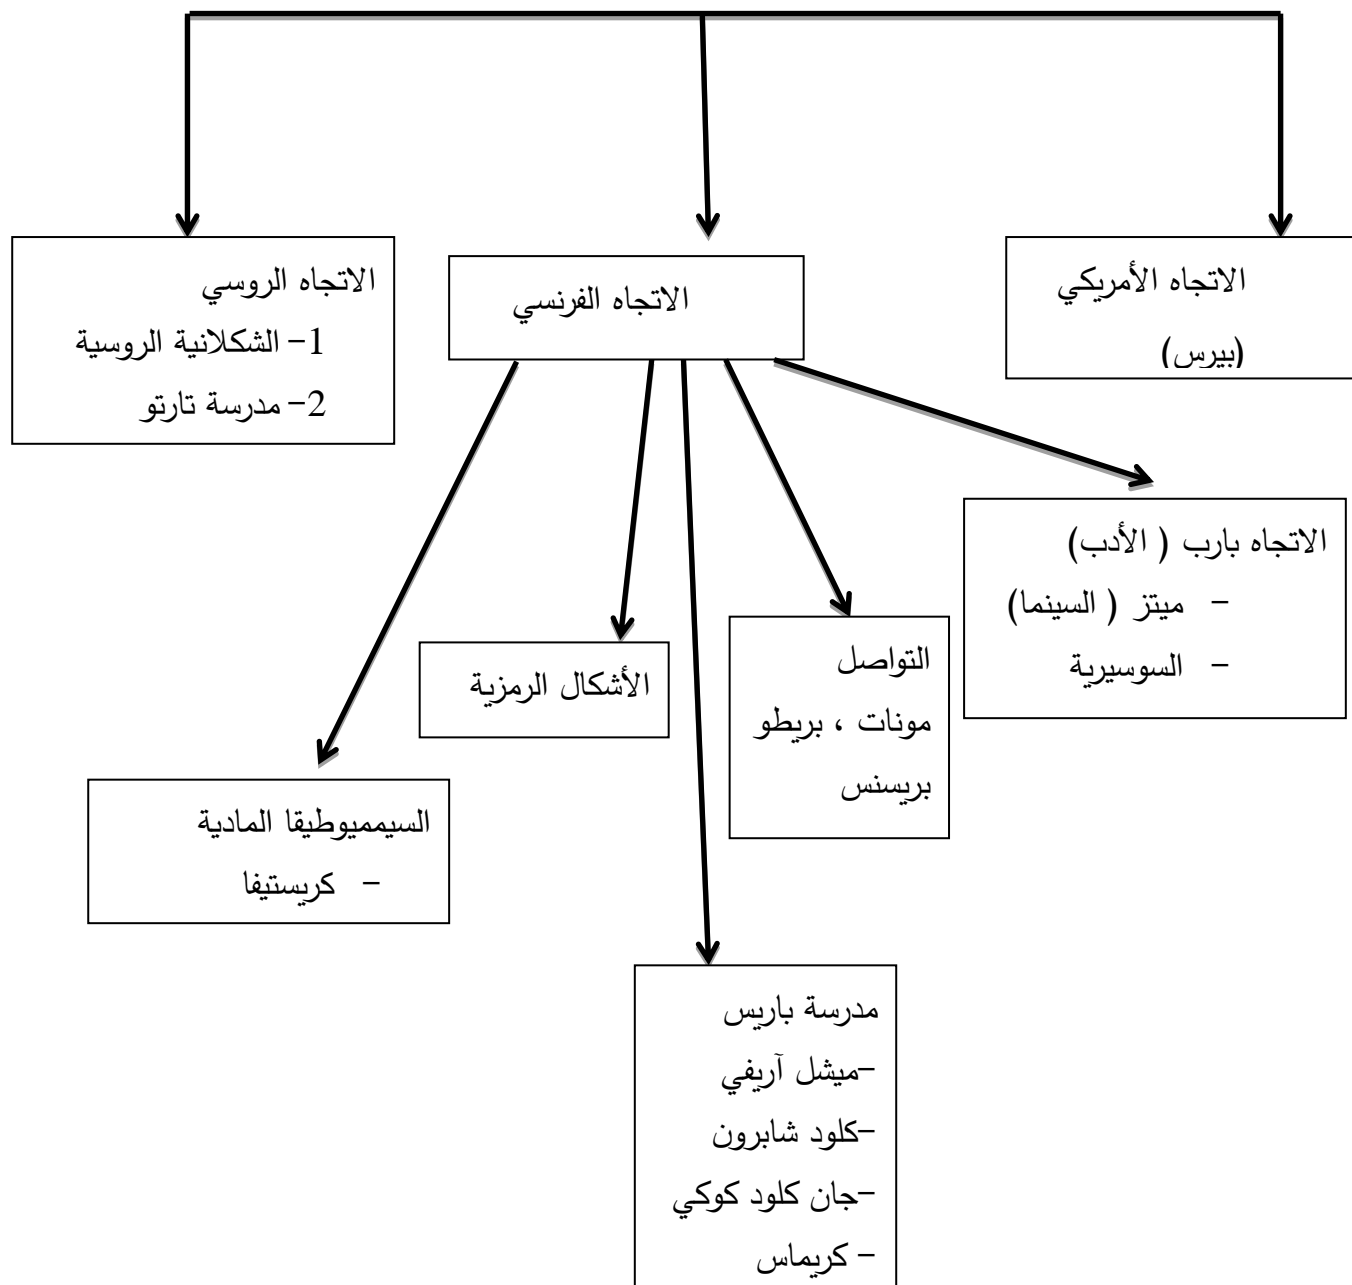 الاتجاه الأمريكي
(بيرس)
الاتجاه الفرنسي
الاتجاه الروسي
1- الشكلانية الروسية
2- مدرسة تارتو
الاتجاه بارب ( الأدب)
- ميتز ( السينما)
- السوسيرية
التواصل
مونات ، بريطو
بريسنس
الأشكال الرمزية
السيمميوطيقا المادية
- كريستيفا
مدرسة باريس
-ميشل آريفي
-كلود شابرون
-جان كلود كوكي
- كريماس